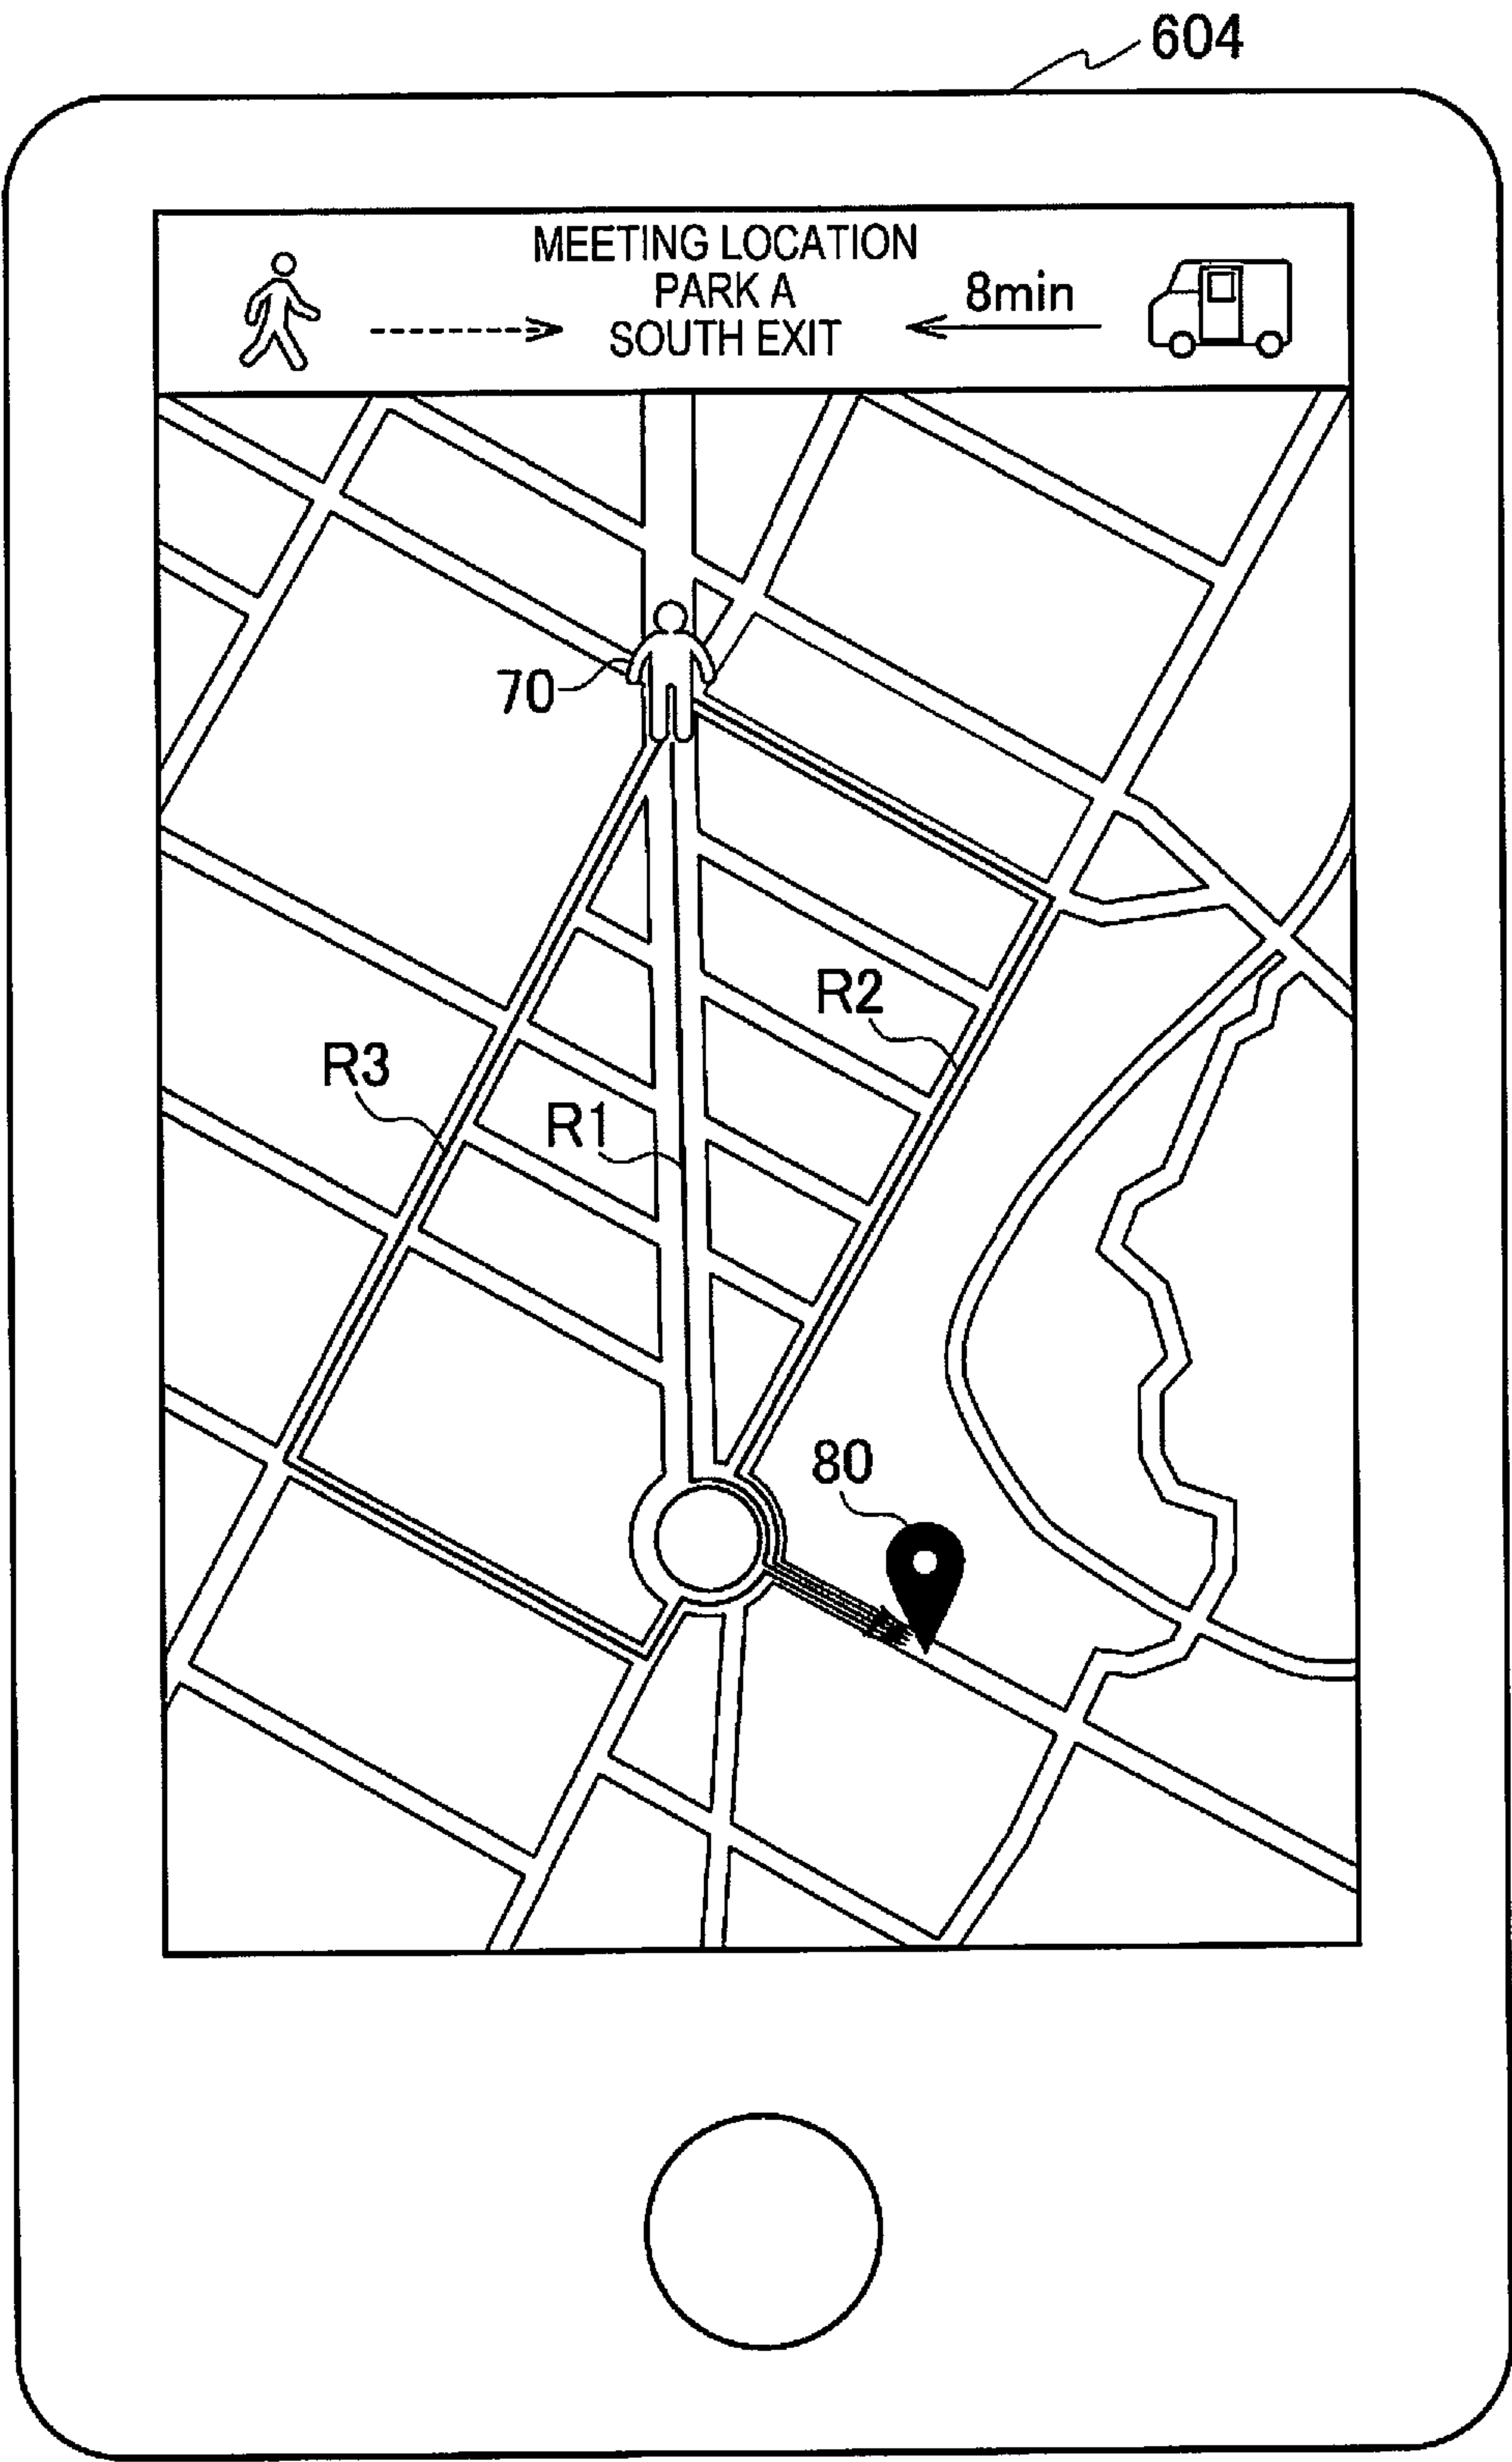 604
MEETING LOCATION
PARK A
SOUTH EXIT
8min
70
R2
R3
R1
80